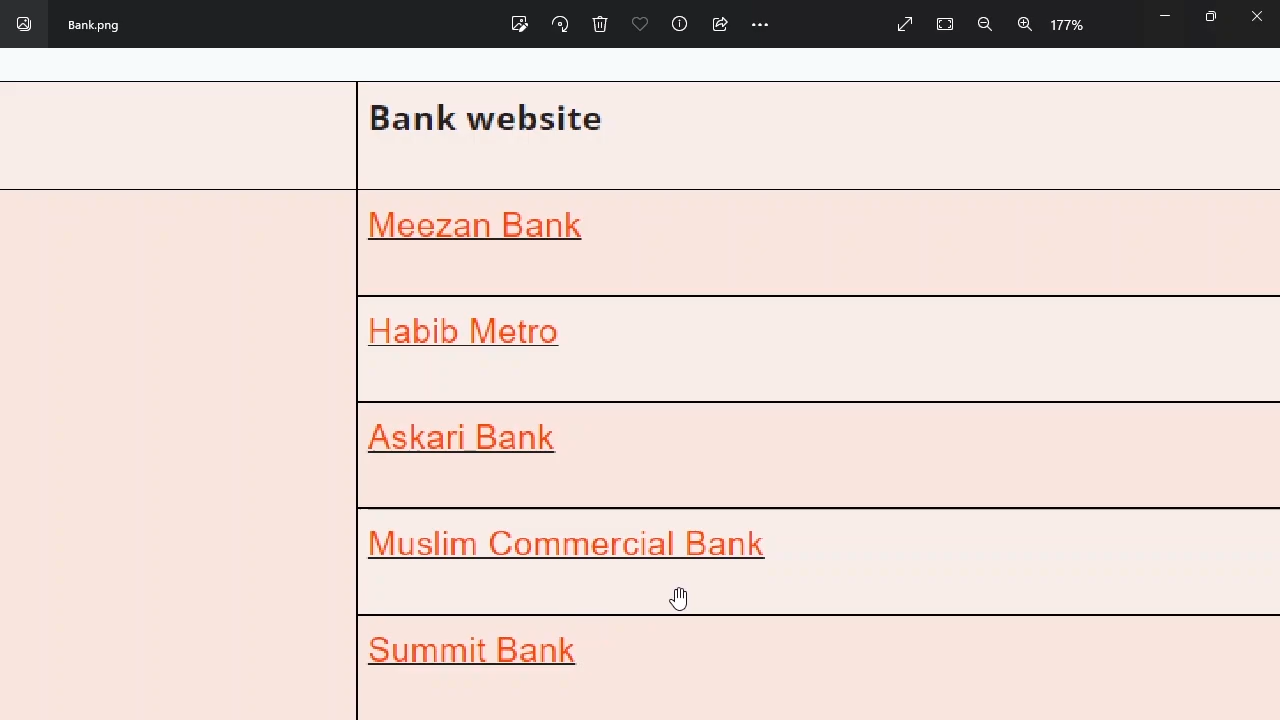 Bank.png
177%
Bank website
Meezan Bank
Habib Metro
Askari Bank
Muslim Commercial Bank
Summit Bank